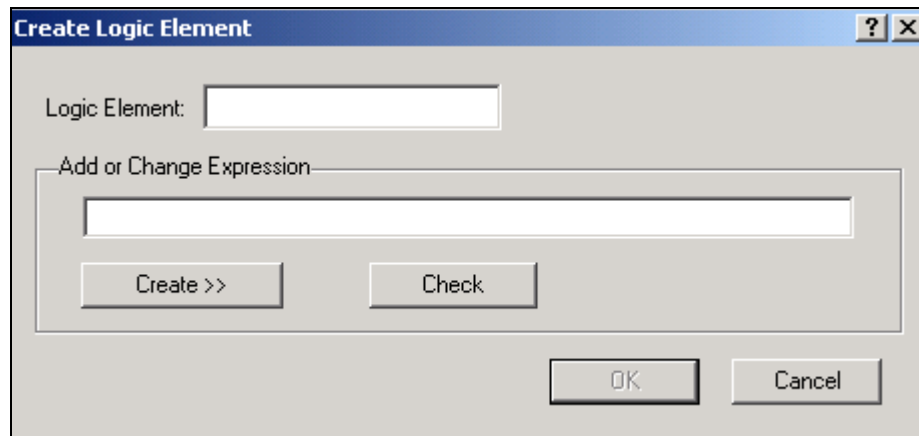 Create Logic Element
Logic Element:
Add or Change Expression
Create >> Check
OK Cancel